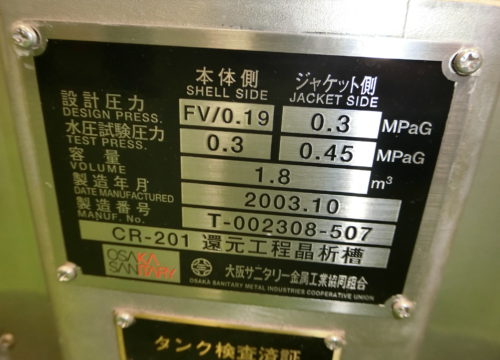 本体側 ジャケット側
SHELL SIDE JACKET SIDE
設計圧力 FV/0.19 0.3 MPaG
DESIGN PRESS.
水圧試験圧力 0.3 0.45 MPaG
TEST PRESS.
容量 1.8 m³
VOLUME
製造年月 2003.10
DATE MANUFACTURED
製造番号 T-002308-507
MANUF. No.
CR-201 還元工程晶析槽
OSAKA SANITARY 大阪サニタリー金属工業協同組合
OSAKA SANITARY METAL INDUSTRIES COOPERATIVE UNION
タンク検査済証